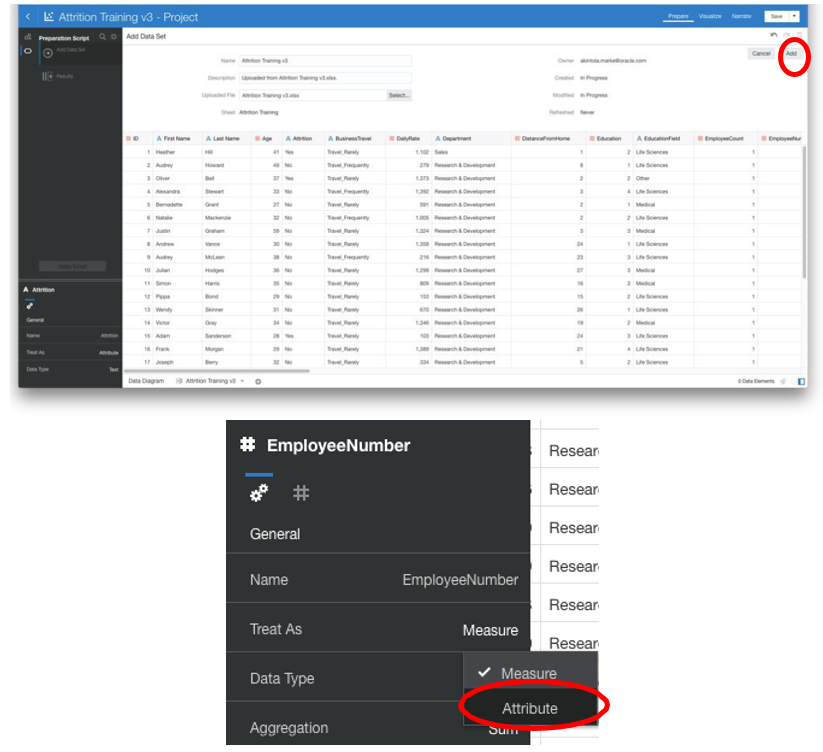 Attrition Training v3 - Project Prepare Visualize Narrate Save
Preparation Script Add Data Set
Add Data Set Cancel Add
Name Attrition Training v3 Owner akintola.marke@oracle.com
Description Uploaded from Attrition Training v3.xlsx. Created In Progress
Results
Uploaded File Attrition Training v3.xlsx Select... Modified In Progress
Sheet Attrition Training Refreshed Never
ID First Name Last Name Age Attrition BusinessTravel DailyRate Department DistanceFromHome Education EducationField EmployeeCount EmployeeNur
1 Heather Hill 41 Yes Travel_Rarely 1,102 Sales 1 2 Life Sciences 1
2 Audrey Howard 49 No Travel_Frequently 279 Research & Development 8 1 Life Sciences 1
3 Oliver Bell 37 Yes Travel_Rarely 1,373 Research & Development 2 2 Other 1
4 Alexandra Stewart 33 No Travel_Frequently 1,392 Research & Development 3 4 Life Sciences 1
5 Bernadette Grant 27 No Travel_Rarely 591 Research & Development 2 1 Medical 1
6 Natalie Mackenzie 32 No Travel_Frequently 1,005 Research & Development 2 2 Life Sciences 1
7 Justin Graham 59 No Travel_Rarely 1,324 Research & Development 3 3 Medical 1
8 Andrew Vance 30 No Travel_Rarely 1,358 Research & Development 24 1 Life Sciences 1
9 Audrey McLean 38 No Travel_Frequently 216 Research & Development 23 3 Life Sciences 1
10 Julian Hodges 36 No Travel_Rarely 1,299 Research & Development 27 3 Medical 1
11 Simon Harris 35 No Travel_Rarely 809 Research & Development 16 3 Medical 1
12 Pippa Bond 29 No Travel_Rarely 153 Research & Development 15 2 Life Sciences 1
13 Wendy Skinner 31 No Travel_Rarely 670 Research & Development 26 1 Life Sciences 1
14 Victor Gray 34 No Travel_Rarely 1,346 Research & Development 19 2 Medical 1
15 Adam Sanderson 28 Yes Travel_Rarely 103 Research & Development 24 3 Life Sciences 1
16 Frank Morgan 29 No Travel_Rarely 1,389 Research & Development 21 4 Life Sciences 1
17 Joseph Berry 32 No Travel_Rarely 334 Research & Development 5 2 Life Sciences 1
Attrition
General
Name Attrition
Treat As Attribute
Data Type Text
Data Diagram Attrition Training v3 0 Data Elements
EmployeeNumber
Resear
Resear
General Resear
Resear
Name EmployeeNumber
Resear
Treat As Measure
Resear
Data Type Measure
Attribute
Aggregation Sum